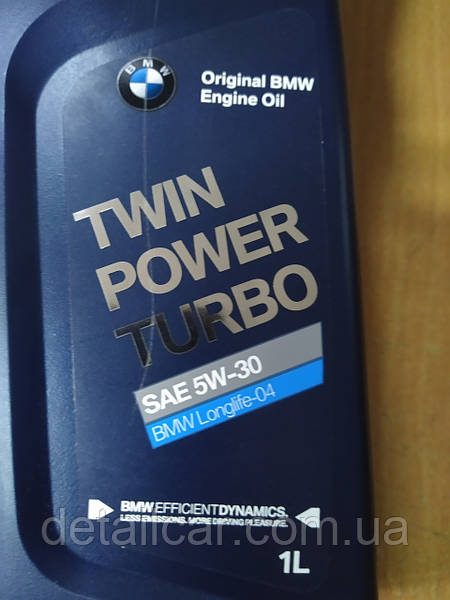 BMW
Original BMW
Engine Oil
TWIN
POWER
TURBO
SAE 5W-30
BMW Longlife-04
BMW EFFICIENTDYNAMICS.
LESS EMISSIONS. MORE DRIVING PLEASURE.
detalicar.com.ua
1L